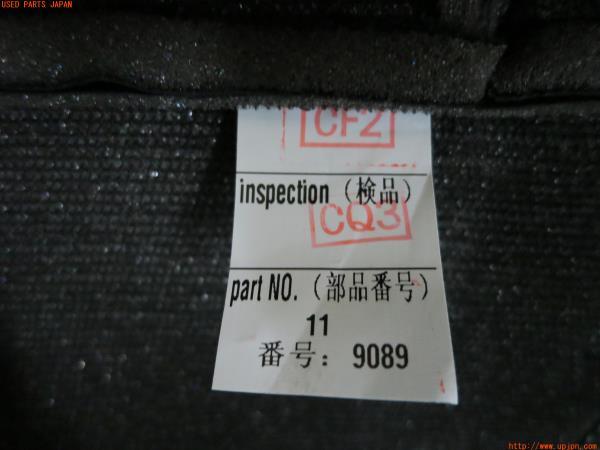 USED PARTS JAPAN
CF2
inspection (検品)
CQ3
part NO. (部品番号)
11
番号: 9089
http://www.upjpn.com